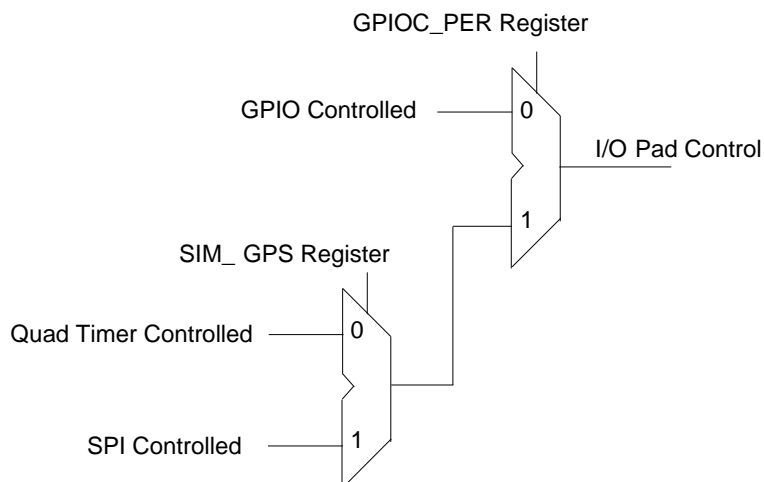 GPIOC_PER Register
GPIO Controlled
0
I/O Pad Control
1
SIM_ GPS Register
Quad Timer Controlled
0
SPI Controlled
1